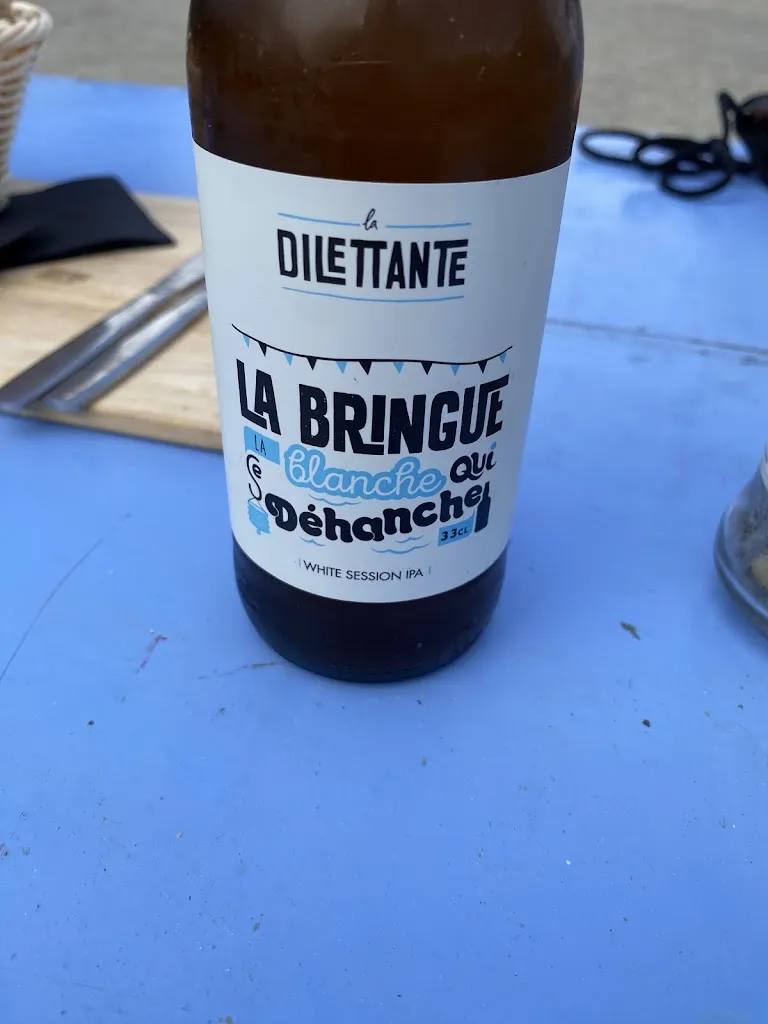 la
DILETTANTE
LA BRINGUE
LA blanche Qui
Se Déhanche
33CL
WHITE SESSION IPA